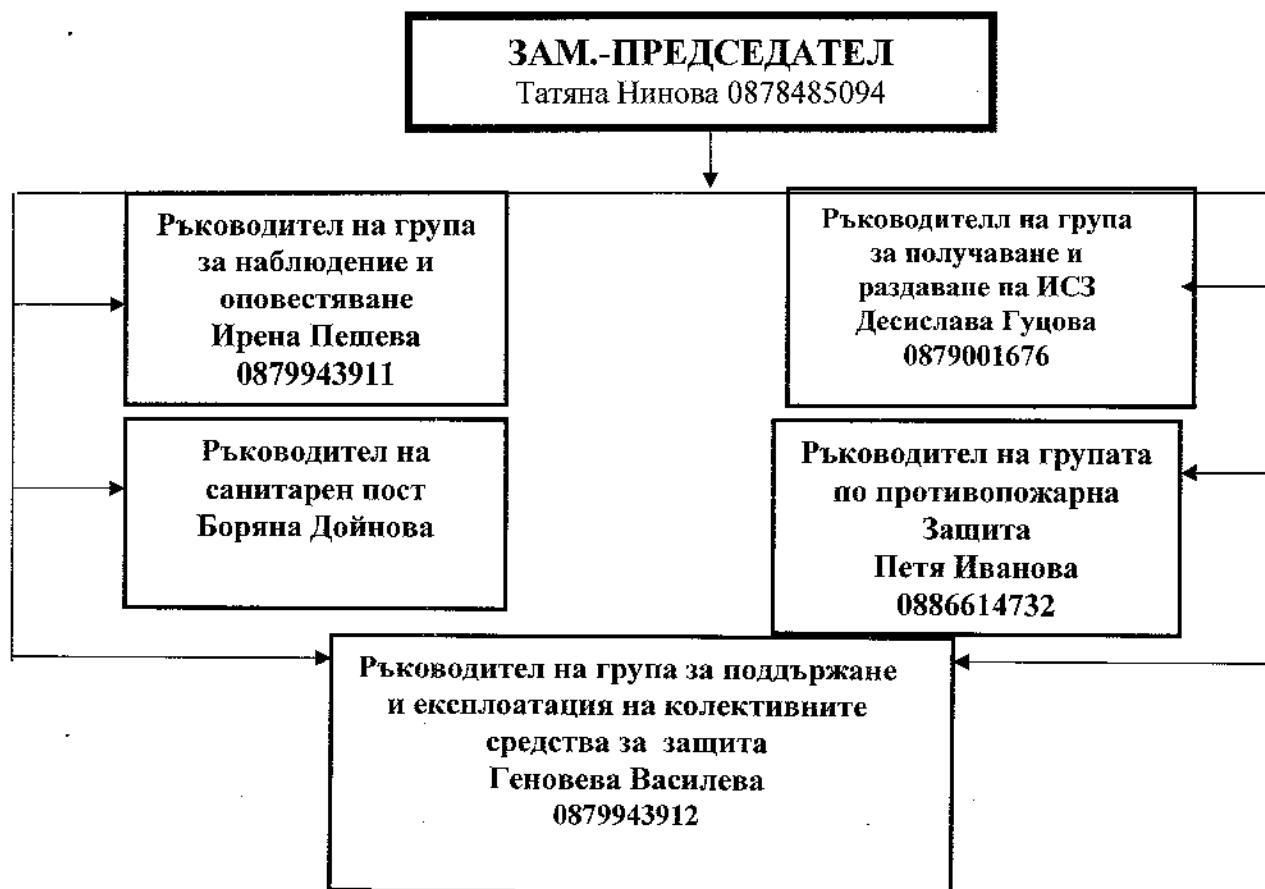 ЗАМ.-ПРЕДСЕДАТЕЛ
Татяна Нинова 0878485094
Ръководител на група
за наблюдение и
оповестяване
Ирена Пешева
0879943911
Ръководителл на група
за получаване и
раздаване на ИСЗ
Десислава Гуцова
0879001676
Ръководител на
санитарен пост
Боряна Дойнова
Ръководител на групата
по противопожарна
Защита
Петя Иванова
0886614732
Ръководител на група за поддържане
и експлоатация на колективните
средства за защита
Геновева Василева
0879943912